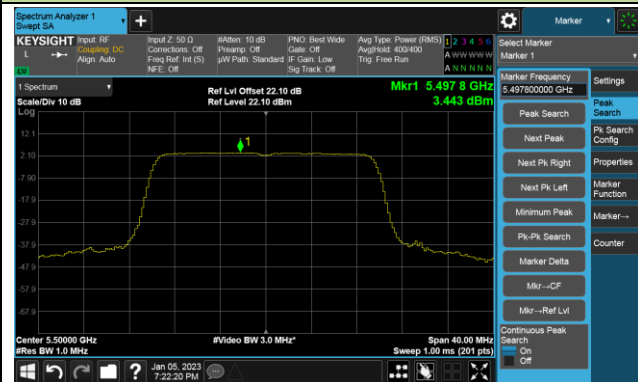 Spectrum Analyzer 1
Swept SA
+
Marker
KEYSIGHT
L
LXI
Input: RF
Coupling: DC
Align: Auto
Input Z: 50 Ω
Corrections: Off
Freq Ref: Int (S)
NFE: Off
#Atten: 10 dB
Preamp: Off
µW Path: Standard
PNO: Best Wide
Gate: Off
IF Gain: Low
Sig Track: Off
Avg Type: Power (RMS)
Avg|Hold: 400/400
Trig: Free Run
1 2 3 4 5 6
A W W W W W
A N N N N N
Select Marker
Marker 1
1 Spectrum
Scale/Div 10 dB
Log
Ref Lvl Offset 22.10 dB
Ref Level 22.10 dBm
Mkr1 5.497 8 GHz
3.443 dBm
12.1
2.10
-7.90
-17.9
-27.9
-37.9
-47.9
-57.9
-67.9
1
Center 5.50000 GHz
#Res BW 1.0 MHz
#Video BW 3.0 MHz*
Span 40.00 MHz
Sweep 1.00 ms (201 pts)
Marker Frequency
5.497800000 GHz
Peak Search
Next Peak
Next Pk Right
Next Pk Left
Minimum Peak
Pk-Pk Search
Marker Delta
Mkr→CF
Mkr→Ref Lvl
Continuous Peak
Search
On
Off
Settings
Peak
Search
Pk Search
Config
Properties
Marker
Function
Marker→
Counter
?
Jan 05, 2023
7:22:20 PM